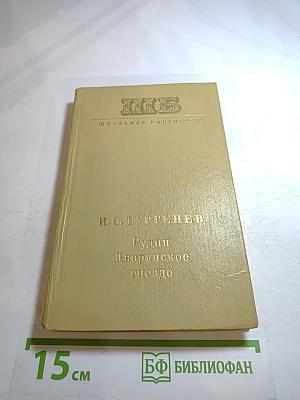 ШБ
ШКОЛЬНАЯ БИБЛИОТЕКА
И. С. ТУРГЕНЕВ
Рудин
Дворянское
гнездо
15 см
БФ БИБЛИОФАН